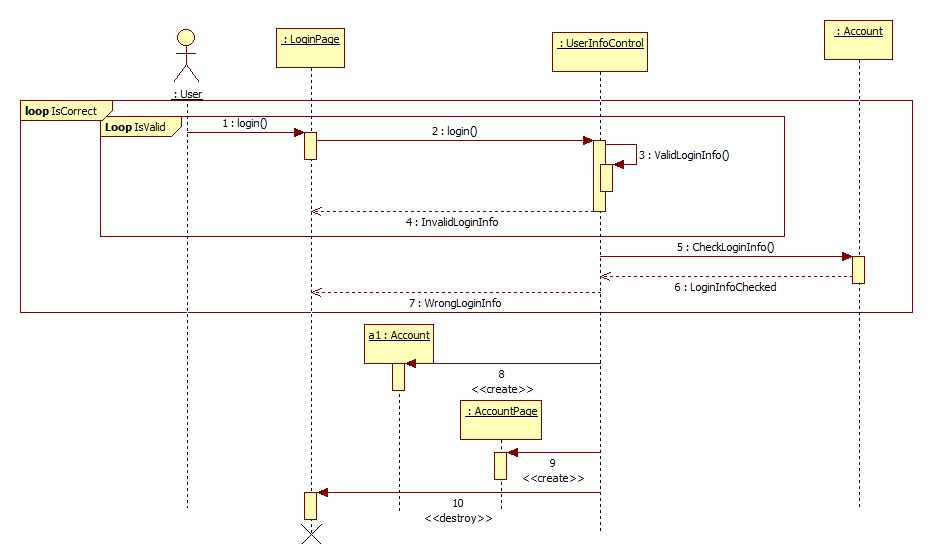 : LoginPage
: UserInfoControl
: Account
: User
loop IsCorrect
Loop IsValid
1 : login()
2 : login()
3 : ValidLoginInfo()
4 : InvalidLoginInfo
5 : CheckLoginInfo()
6 : LoginInfoChecked
7 : WrongLoginInfo
a1 : Account
8
<<create>>
: AccountPage
9
<<create>>
10
<<destroy>>